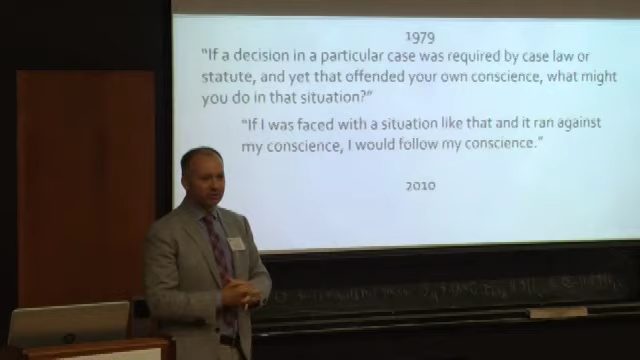 1979
“If a decision in a particular case was required by case law or
statute, and yet that offended your own conscience, what might
you do in that situation?”
“If I was faced with a situation like that and it ran against
my conscience, I would follow my conscience.”
2010